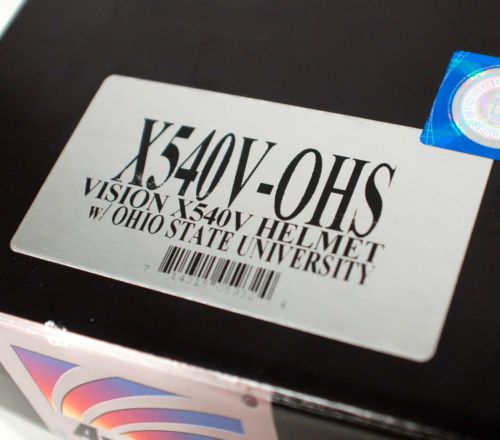 X540V-OHS
VISION X540V HELMET
w/ OHIO STATE UNIVERSITY